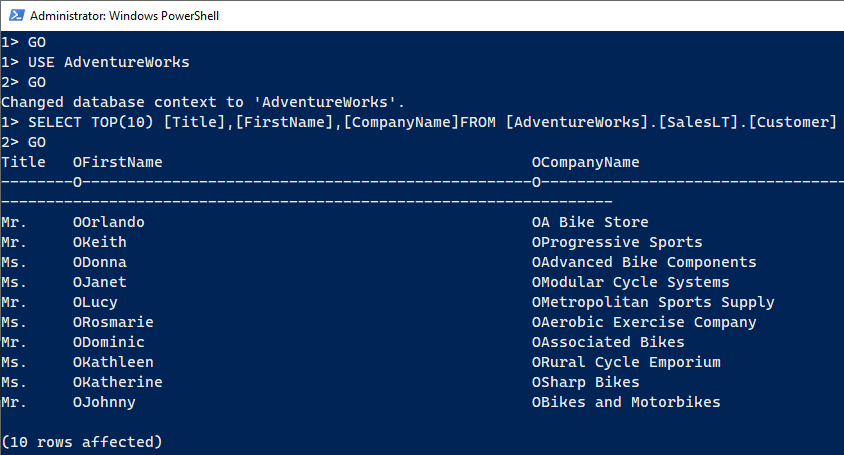 Administrator: Windows PowerShell
1> GO
1> USE AdventureWorks
2> GO
Changed database context to 'AdventureWorks'.
1> SELECT TOP(10) [Title],[FirstName],[CompanyName]FROM [AdventureWorks].[SalesLT].[Customer]
2> GO
Title   OFirstName                                         OCompanyName
--------O--------------------------------------------------O----------------------------------
--------------------------------------------------------------------
Mr.     OOrlando                                           OA Bike Store
Mr.     OKeith                                             OProgressive Sports
Ms.     ODonna                                             OAdvanced Bike Components
Ms.     OJanet                                             OModular Cycle Systems
Mr.     OLucy                                              OMetropolitan Sports Supply
Ms.     ORosmarie                                          OAerobic Exercise Company
Mr.     ODominic                                           OAssociated Bikes
Ms.     OKathleen                                          ORural Cycle Emporium
Ms.     OKatherine                                         OSharp Bikes
Mr.     OJohnny                                            OBikes and Motorbikes
(10 rows affected)